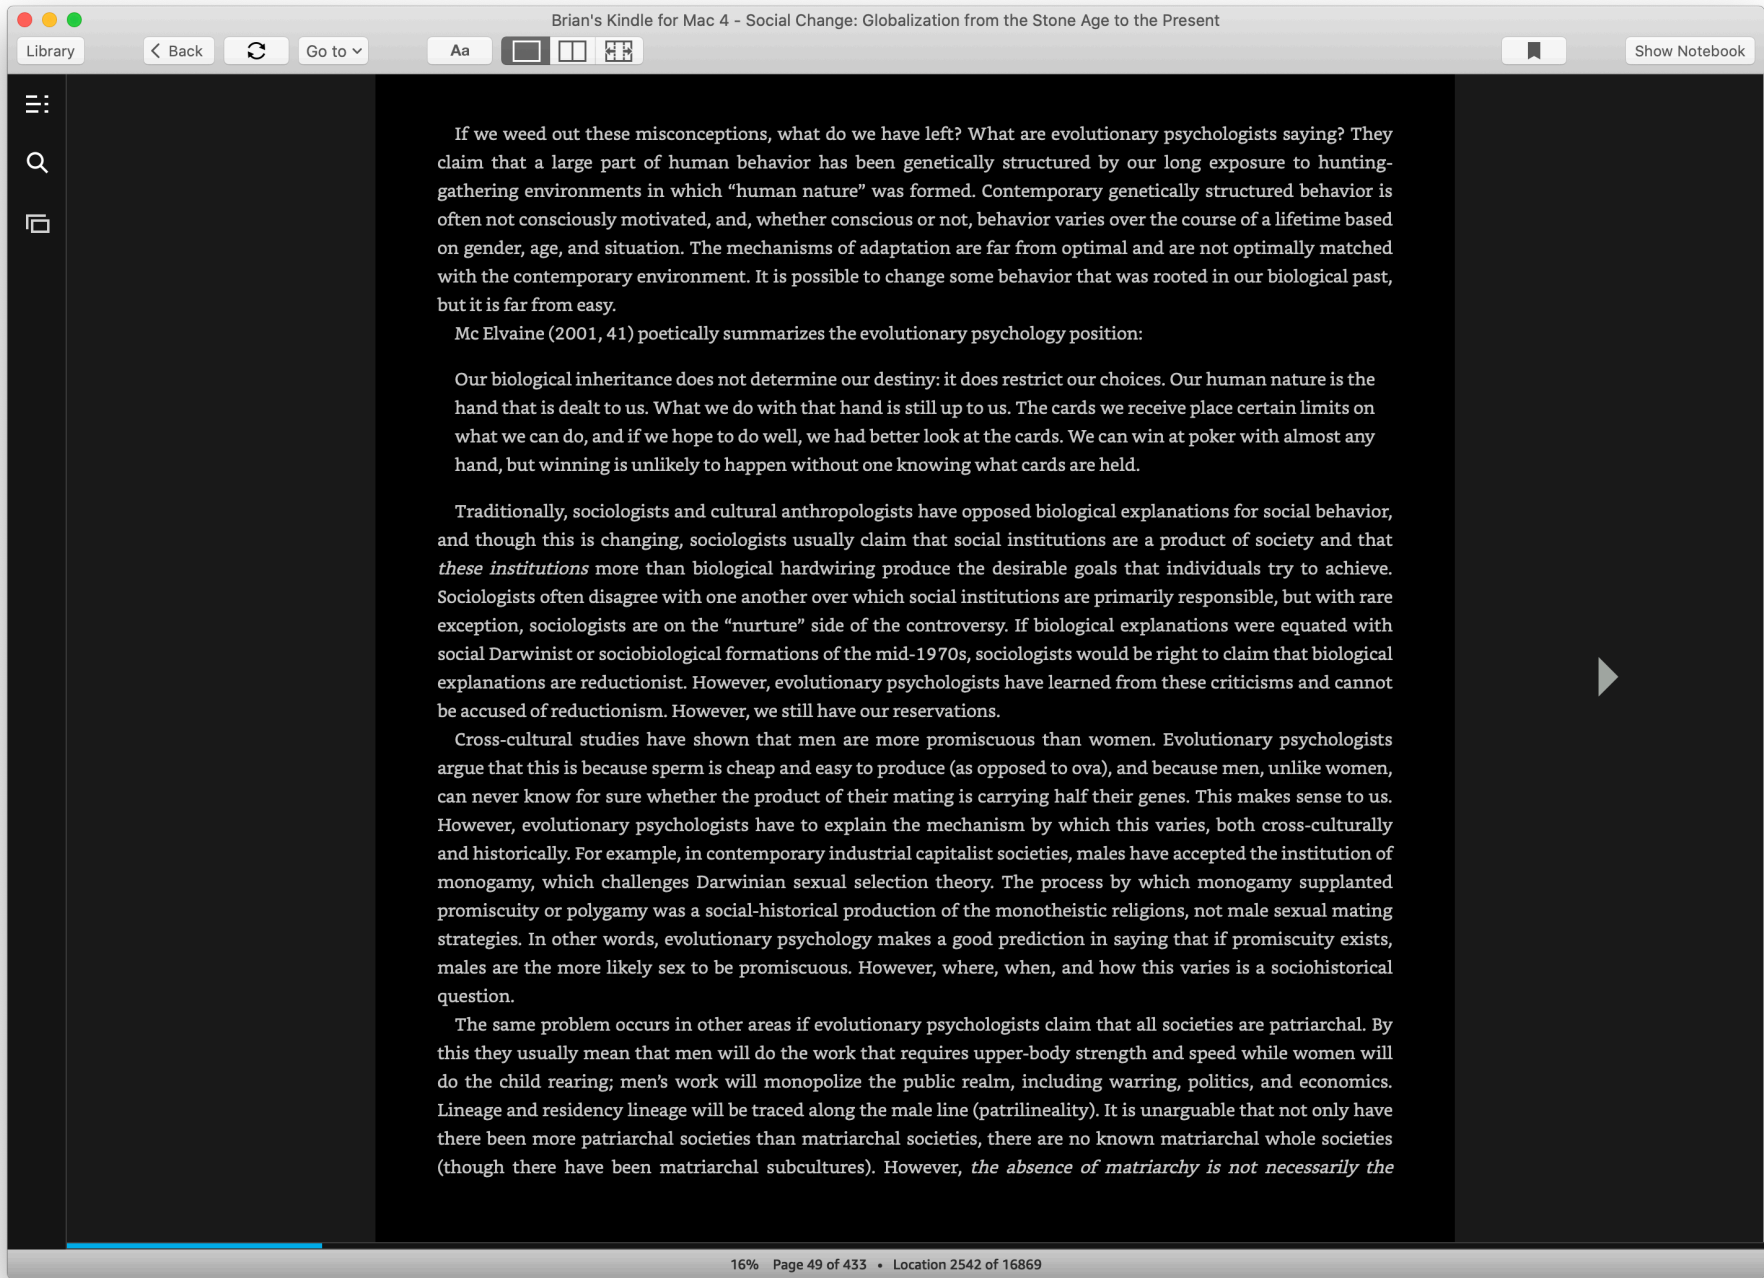 Brian's Kindle for Mac 4 - Social Change: Globalization from the Stone Age to the Present
Library
Back
Go to
Aa
Show Notebook
If we weed out these misconceptions, what do we have left? What are evolutionary psychologists saying? They
claim that a large part of human behavior has been genetically structured by our long exposure to hunting-
gathering environments in which “human nature” was formed. Contemporary genetically structured behavior is
often not consciously motivated, and, whether conscious or not, behavior varies over the course of a lifetime based
on gender, age, and situation. The mechanisms of adaptation are far from optimal and are not optimally matched
with the contemporary environment. It is possible to change some behavior that was rooted in our biological past,
but it is far from easy.
Mc Elvaine (2001, 41) poetically summarizes the evolutionary psychology position:
Our biological inheritance does not determine our destiny: it does restrict our choices. Our human nature is the
hand that is dealt to us. What we do with that hand is still up to us. The cards we receive place certain limits on
what we can do, and if we hope to do well, we had better look at the cards. We can win at poker with almost any
hand, but winning is unlikely to happen without one knowing what cards are held.
Traditionally, sociologists and cultural anthropologists have opposed biological explanations for social behavior,
and though this is changing, sociologists usually claim that social institutions are a product of society and that
these institutions more than biological hardwiring produce the desirable goals that individuals try to achieve.
Sociologists often disagree with one another over which social institutions are primarily responsible, but with rare
exception, sociologists are on the “nurture” side of the controversy. If biological explanations were equated with
social Darwinist or sociobiological formations of the mid-1970s, sociologists would be right to claim that biological
explanations are reductionist. However, evolutionary psychologists have learned from these criticisms and cannot
be accused of reductionism. However, we still have our reservations.
Cross-cultural studies have shown that men are more promiscuous than women. Evolutionary psychologists
argue that this is because sperm is cheap and easy to produce (as opposed to ova), and because men, unlike women,
can never know for sure whether the product of their mating is carrying half their genes. This makes sense to us.
However, evolutionary psychologists have to explain the mechanism by which this varies, both cross-culturally
and historically. For example, in contemporary industrial capitalist societies, males have accepted the institution of
monogamy, which challenges Darwinian sexual selection theory. The process by which monogamy supplanted
promiscuity or polygamy was a social-historical production of the monotheistic religions, not male sexual mating
strategies. In other words, evolutionary psychology makes a good prediction in saying that if promiscuity exists,
males are the more likely sex to be promiscuous. However, where, when, and how this varies is a sociohistorical
question.
The same problem occurs in other areas if evolutionary psychologists claim that all societies are patriarchal. By
this they usually mean that men will do the work that requires upper-body strength and speed while women will
do the child rearing; men’s work will monopolize the public realm, including warring, politics, and economics.
Lineage and residency lineage will be traced along the male line (patrilineality). It is unarguable that not only have
there been more patriarchal societies than matriarchal societies, there are no known matriarchal whole societies
(though there have been matriarchal subcultures). However, the absence of matriarchy is not necessarily the
16% Page 49 of 433 • Location 2542 of 16869